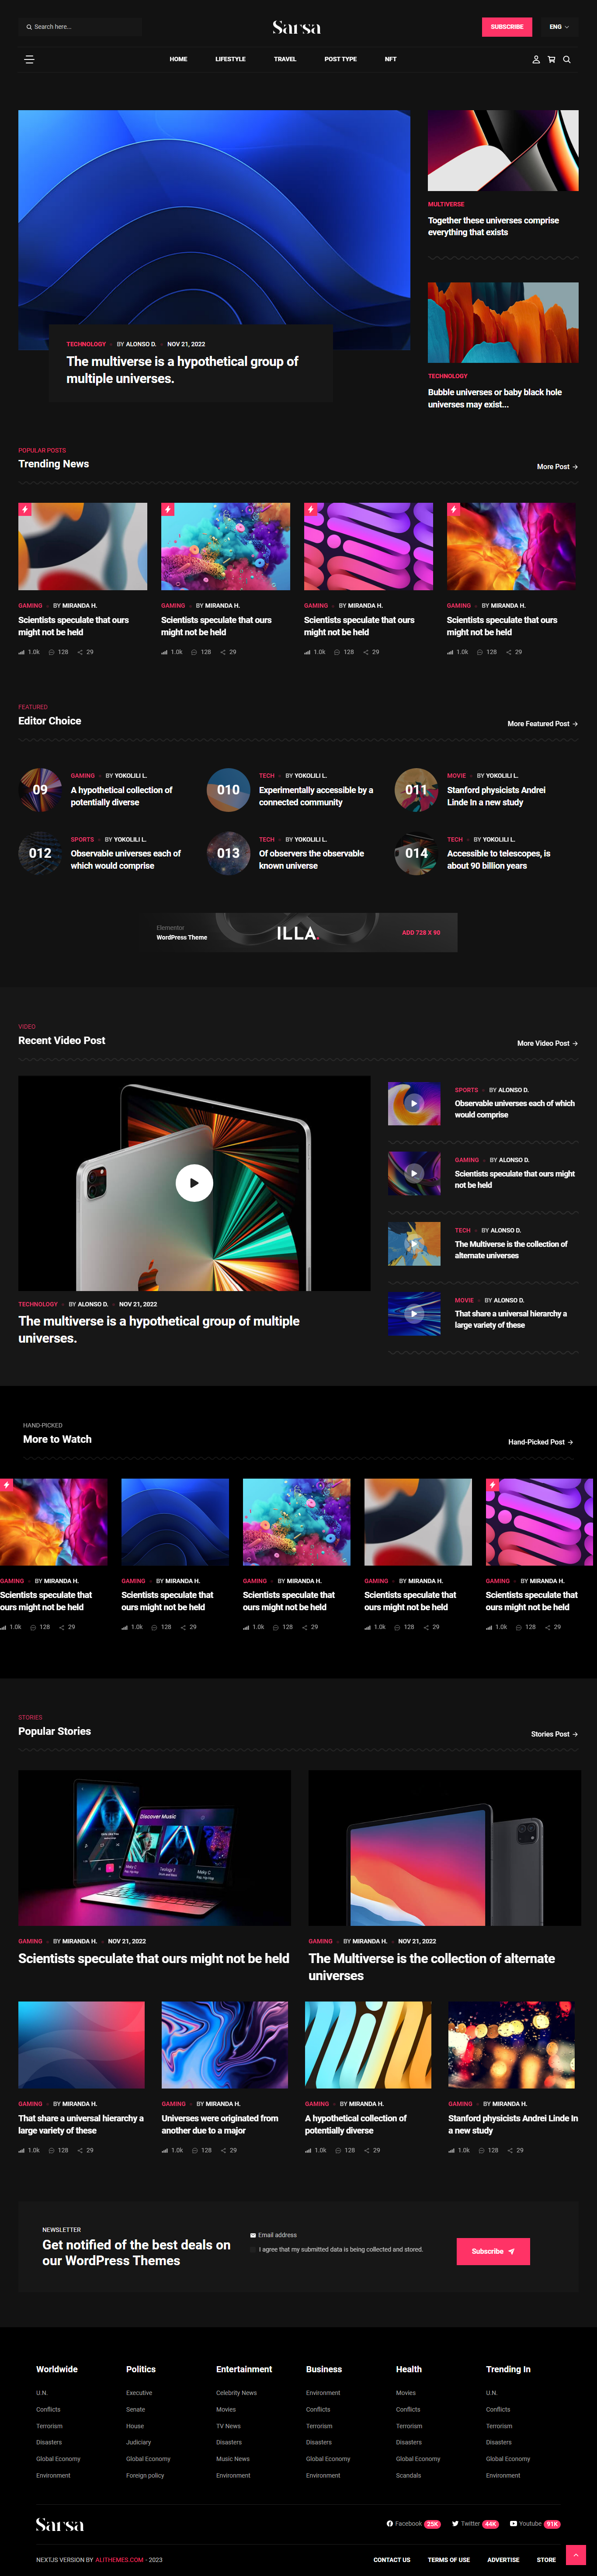 Search here...
Sarsa
SUBSCRIBE
ENG
HOME LIFESTYLE TRAVEL POST TYPE NFT
TECHNOLOGY BY ALONSO D. NOV 21, 2022
The multiverse is a hypothetical group of
multiple universes.
MULTIVERSE
Together these universes comprise
everything that exists
TECHNOLOGY
Bubble universes or baby black hole
universes may exist...
POPULAR POSTS
Trending News
More Post
GAMING BY MIRANDA H.
Scientists speculate that ours
might not be held
1.0k 128 29
GAMING BY MIRANDA H.
Scientists speculate that ours
might not be held
1.0k 128 29
GAMING BY MIRANDA H.
Scientists speculate that ours
might not be held
1.0k 128 29
GAMING BY MIRANDA H.
Scientists speculate that ours
might not be held
1.0k 128 29
FEATURED
Editor Choice
More Featured Post
09
GAMING BY YOKOLILI L.
A hypothetical collection of
potentially diverse
010
TECH BY YOKOLILI L.
Experimentally accessible by a
connected community
011
MOVIE BY YOKOLILI L.
Stanford physicists Andrei
Linde In a new study
012
SPORTS BY YOKOLILI L.
Observable universes each of
which would comprise
013
TECH BY YOKOLILI L.
Of observers the observable
known universe
014
TECH BY YOKOLILI L.
Accessible to telescopes, is
about 90 billion years
Elementor
WordPress Theme
ILLA.
ADD 728 X 90
VIDEO
Recent Video Post
More Video Post
TECHNOLOGY BY ALONSO D. NOV 21, 2022
The multiverse is a hypothetical group of multiple
universes.
SPORTS BY ALONSO D.
Observable universes each of which
would comprise
GAMING BY ALONSO D.
Scientists speculate that ours might
not be held
TECH BY ALONSO D.
The Multiverse is the collection of
alternate universes
MOVIE BY ALONSO D.
That share a universal hierarchy a
large variety of these
HAND-PICKED
More to Watch
Hand-Picked Post
GAMING BY MIRANDA H.
Scientists speculate that
ours might not be held
1.0k 128 29
GAMING BY MIRANDA H.
Scientists speculate that
ours might not be held
1.0k 128 29
GAMING BY MIRANDA H.
Scientists speculate that
ours might not be held
1.0k 128 29
GAMING BY MIRANDA H.
Scientists speculate that
ours might not be held
1.0k 128 29
GAMING BY MIRANDA H.
Scientists speculate that
ours might not be held
1.0k 128 29
STORIES
Popular Stories
Stories Post
Discover Music
GAMING BY MIRANDA H. NOV 21, 2022
Scientists speculate that ours might not be held
GAMING BY MIRANDA H. NOV 21, 2022
The Multiverse is the collection of alternate
universes
GAMING BY MIRANDA H.
That share a universal hierarchy a
large variety of these
1.0k 128 29
GAMING BY MIRANDA H.
Universes were originated from
another due to a major
1.0k 128 29
GAMING BY MIRANDA H.
A hypothetical collection of
potentially diverse
1.0k 128 29
GAMING BY MIRANDA H.
Stanford physicists Andrei Linde In
a new study
1.0k 128 29
NEWSLETTER
Get notified of the best deals on
our WordPress Themes
Email address
I agree that my submitted data is being collected and stored.
Subscribe
Worldwide
U.N.
Conflicts
Terrorism
Disasters
Global Economy
Environment
Politics
Executive
Senate
House
Judiciary
Global Economy
Foreign policy
Entertainment
Celebrity News
Movies
TV News
Disasters
Music News
Environment
Business
Environment
Conflicts
Terrorism
Disasters
Global Economy
Environment
Health
Movies
Conflicts
Terrorism
Disasters
Global Economy
Scandals
Trending In
U.N.
Conflicts
Terrorism
Disasters
Global Economy
Environment
Sarsa
Facebook 25K Twitter 44K Youtube 91K
NEXTJS VERSION BY ALITHEMES.COM - 2023
CONTACT US TERMS OF USE ADVERTISE STORE